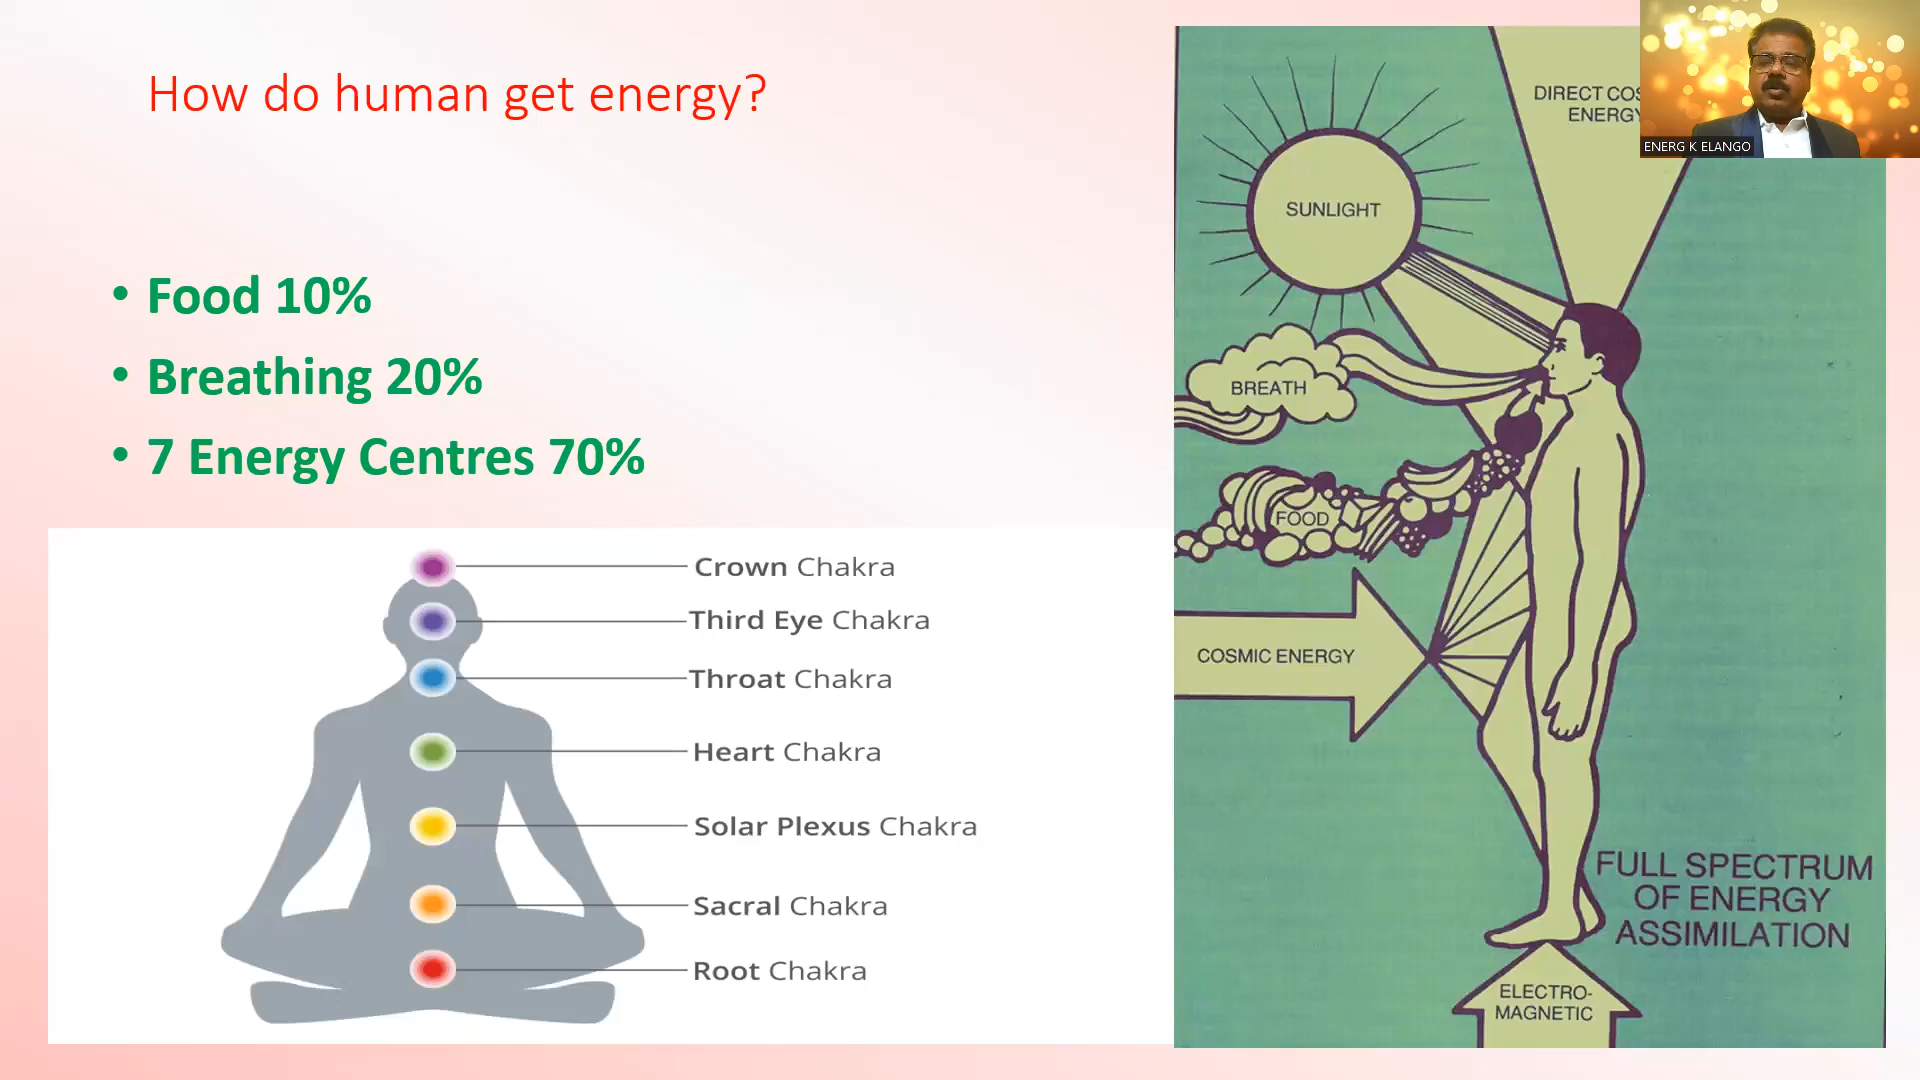 How do human get energy?
• Food 10%
• Breathing 20%
• 7 Energy Centres 70%
Crown Chakra
Third Eye Chakra
Throat Chakra
Heart Chakra
Solar Plexus Chakra
Sacral Chakra
Root Chakra
DIRECT
ENERGY
SUNLIGHT
BREATH
FOOD
COSMIC ENERGY
FULL SPECTRUM
OF ENERGY
ASSIMILATION
ELECTRO-
MAGNETIC
ENERG K ELANGO